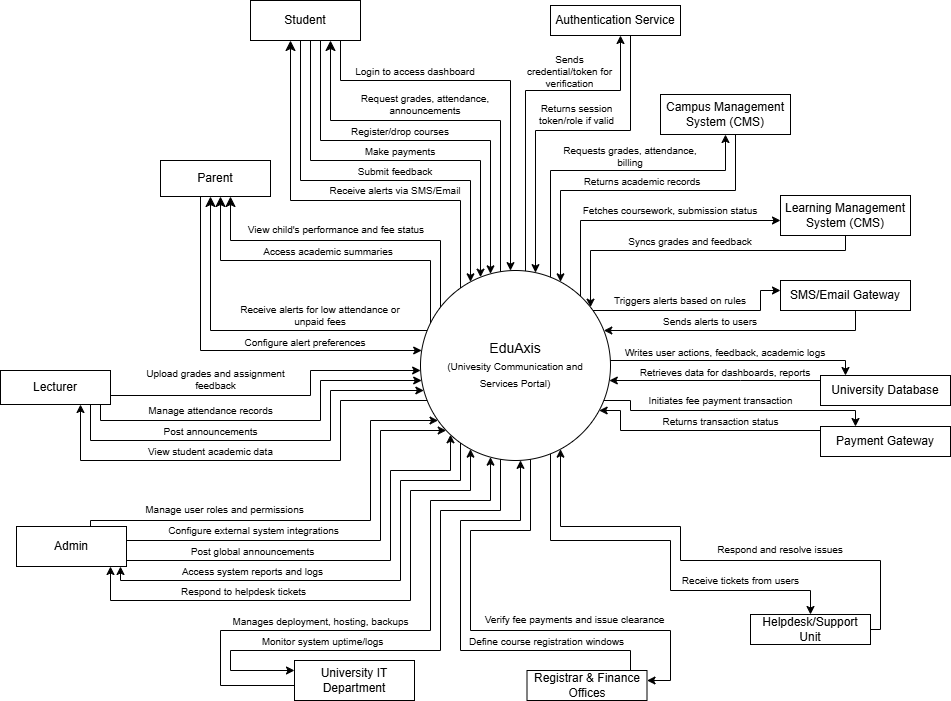 Student
Authentication Service
Sends
credential/token for
verification
Login to access dashboard
Request grades, attendance,
announcements
Returns session
token/role if valid
Campus Management
System (CMS)
Register/drop courses
Make payments
Requests grades, attendance,
billing
Submit feedback
Returns academic records
Receive alerts via SMS/Email
Parent
Learning Management
System (CMS)
Fetches coursework, submission status
View child's performance and fee status
Syncs grades and feedback
Access academic summaries
SMS/Email Gateway
Triggers alerts based on rules
Receive alerts for low attendance or
unpaid fees
Sends alerts to users
Configure alert preferences
EduAxis
(Univesity Communication and
Services Portal)
Writes user actions, feedback, academic logs
Retrieves data for dashboards, reports
University Database
Lecturer
Upload grades and assignment
feedback
Manage attendance records
Post announcements
View student academic data
Initiates fee payment transaction
Returns transaction status
Payment Gateway
Manage user roles and permissions
Configure external system integrations
Admin
Post global announcements
Access system reports and logs
Respond to helpdesk tickets
Respond and resolve issues
Receive tickets from users
Helpdesk/Support
Unit
Manages deployment, hosting, backups
Monitor system uptime/logs
University IT
Department
Verify fee payments and issue clearance
Define course registration windows
Registrar & Finance
Offices